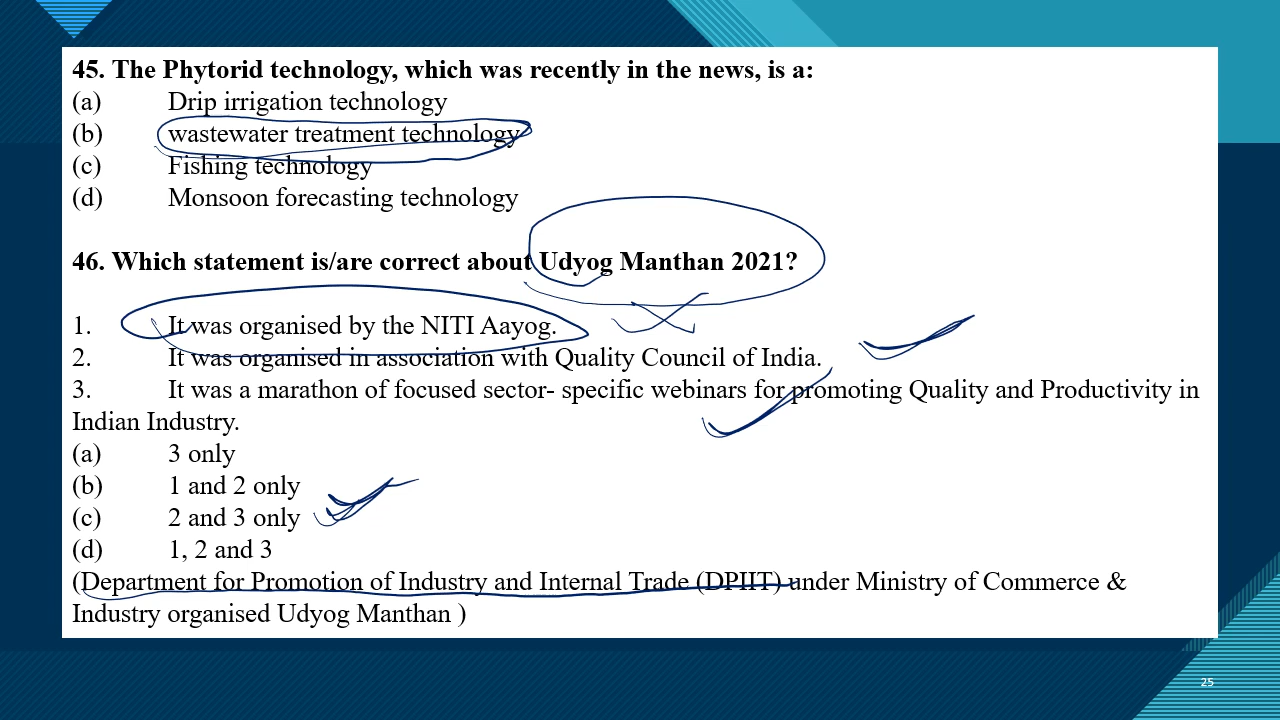 45. The Phytorid technology, which was recently in the news, is a:
(a) Drip irrigation technology
(b) wastewater treatment technology
(c) Fishing technology
(d) Monsoon forecasting technology
46. Which statement is/are correct about Udyog Manthan 2021?
1. It was organised by the NITI Aayog.
2. It was organised in association with Quality Council of India.
3. It was a marathon of focused sector- specific webinars for promoting Quality and Productivity in
Indian Industry.
(a) 3 only
(b) 1 and 2 only
(c) 2 and 3 only
(d) 1, 2 and 3
(Department for Promotion of Industry and Internal Trade (DPIIT) under Ministry of Commerce &
Industry organised Udyog Manthan )
25